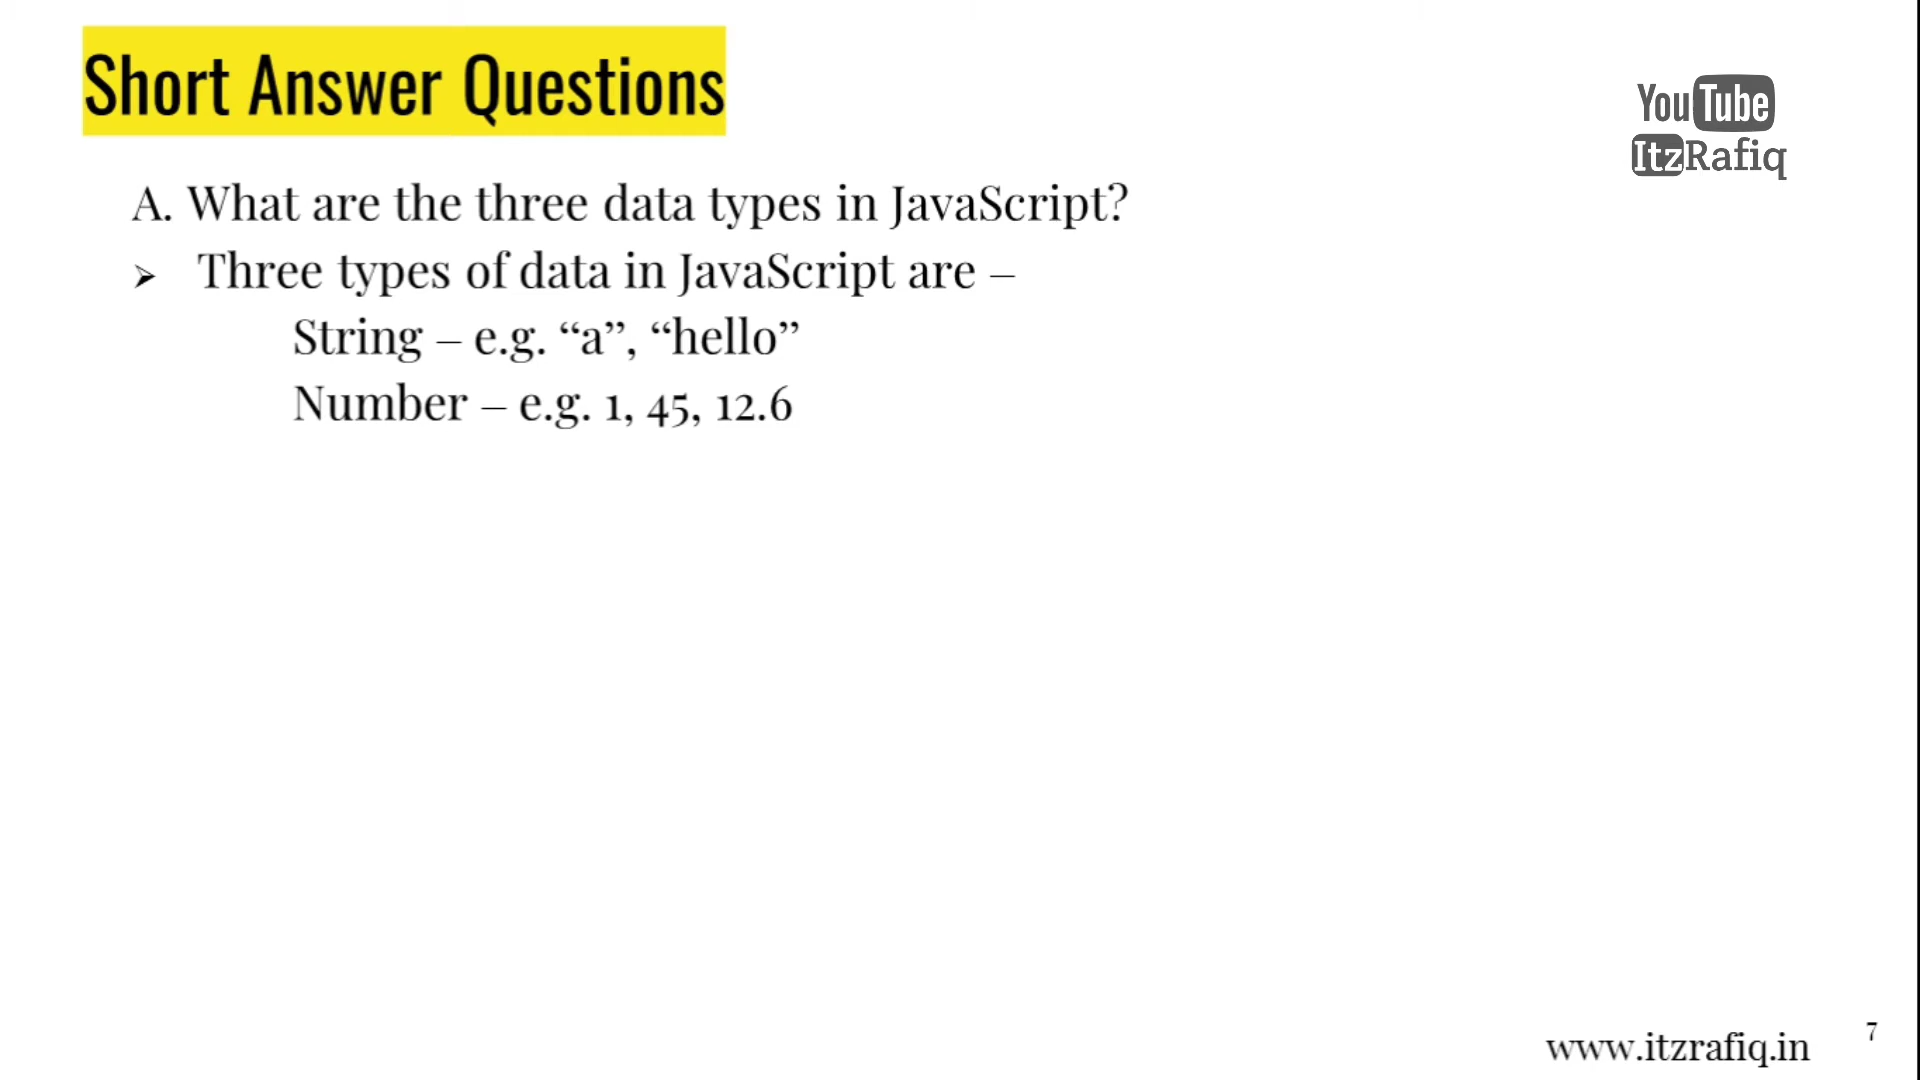 Short Answer Questions
YouTube
ItzRafiq
A. What are the three data types in JavaScript?
➢ Three types of data in JavaScript are –
String – e.g. “a”, “hello”
Number – e.g. 1, 45, 12.6
www.itzrafiq.in
7